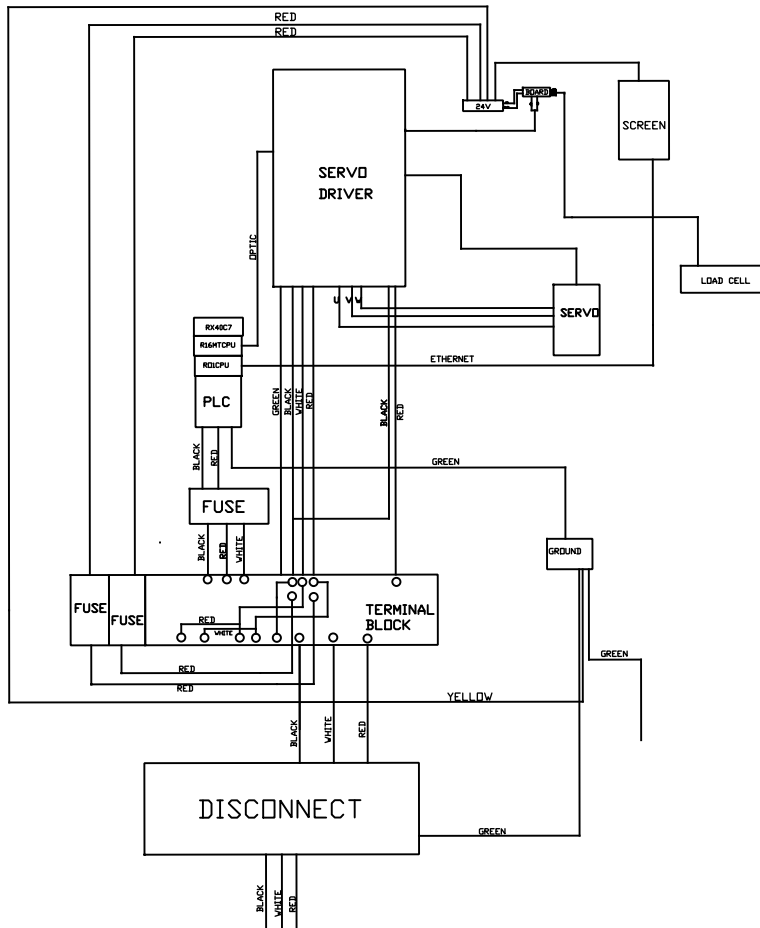 RED
RED
24V
BOARD
SCREEN
SERVO
DRIVER
OPTIC
LOAD CELL
U V W
SERVO
RX40C7
R16MTCPU
R01CPU
ETHERNET
PLC
GREEN
BLACK
WHITE
RED
BLACK
RED
BLACK
RED
GREEN
FUSE
BLACK
RED
WHITE
GROUND
FUSE
FUSE
RED
WHITE
TERMINAL
BLOCK
RED
RED
GREEN
YELLOW
BLACK
WHITE
RED
DISCONNECT
GREEN
BLACK
WHITE
RED